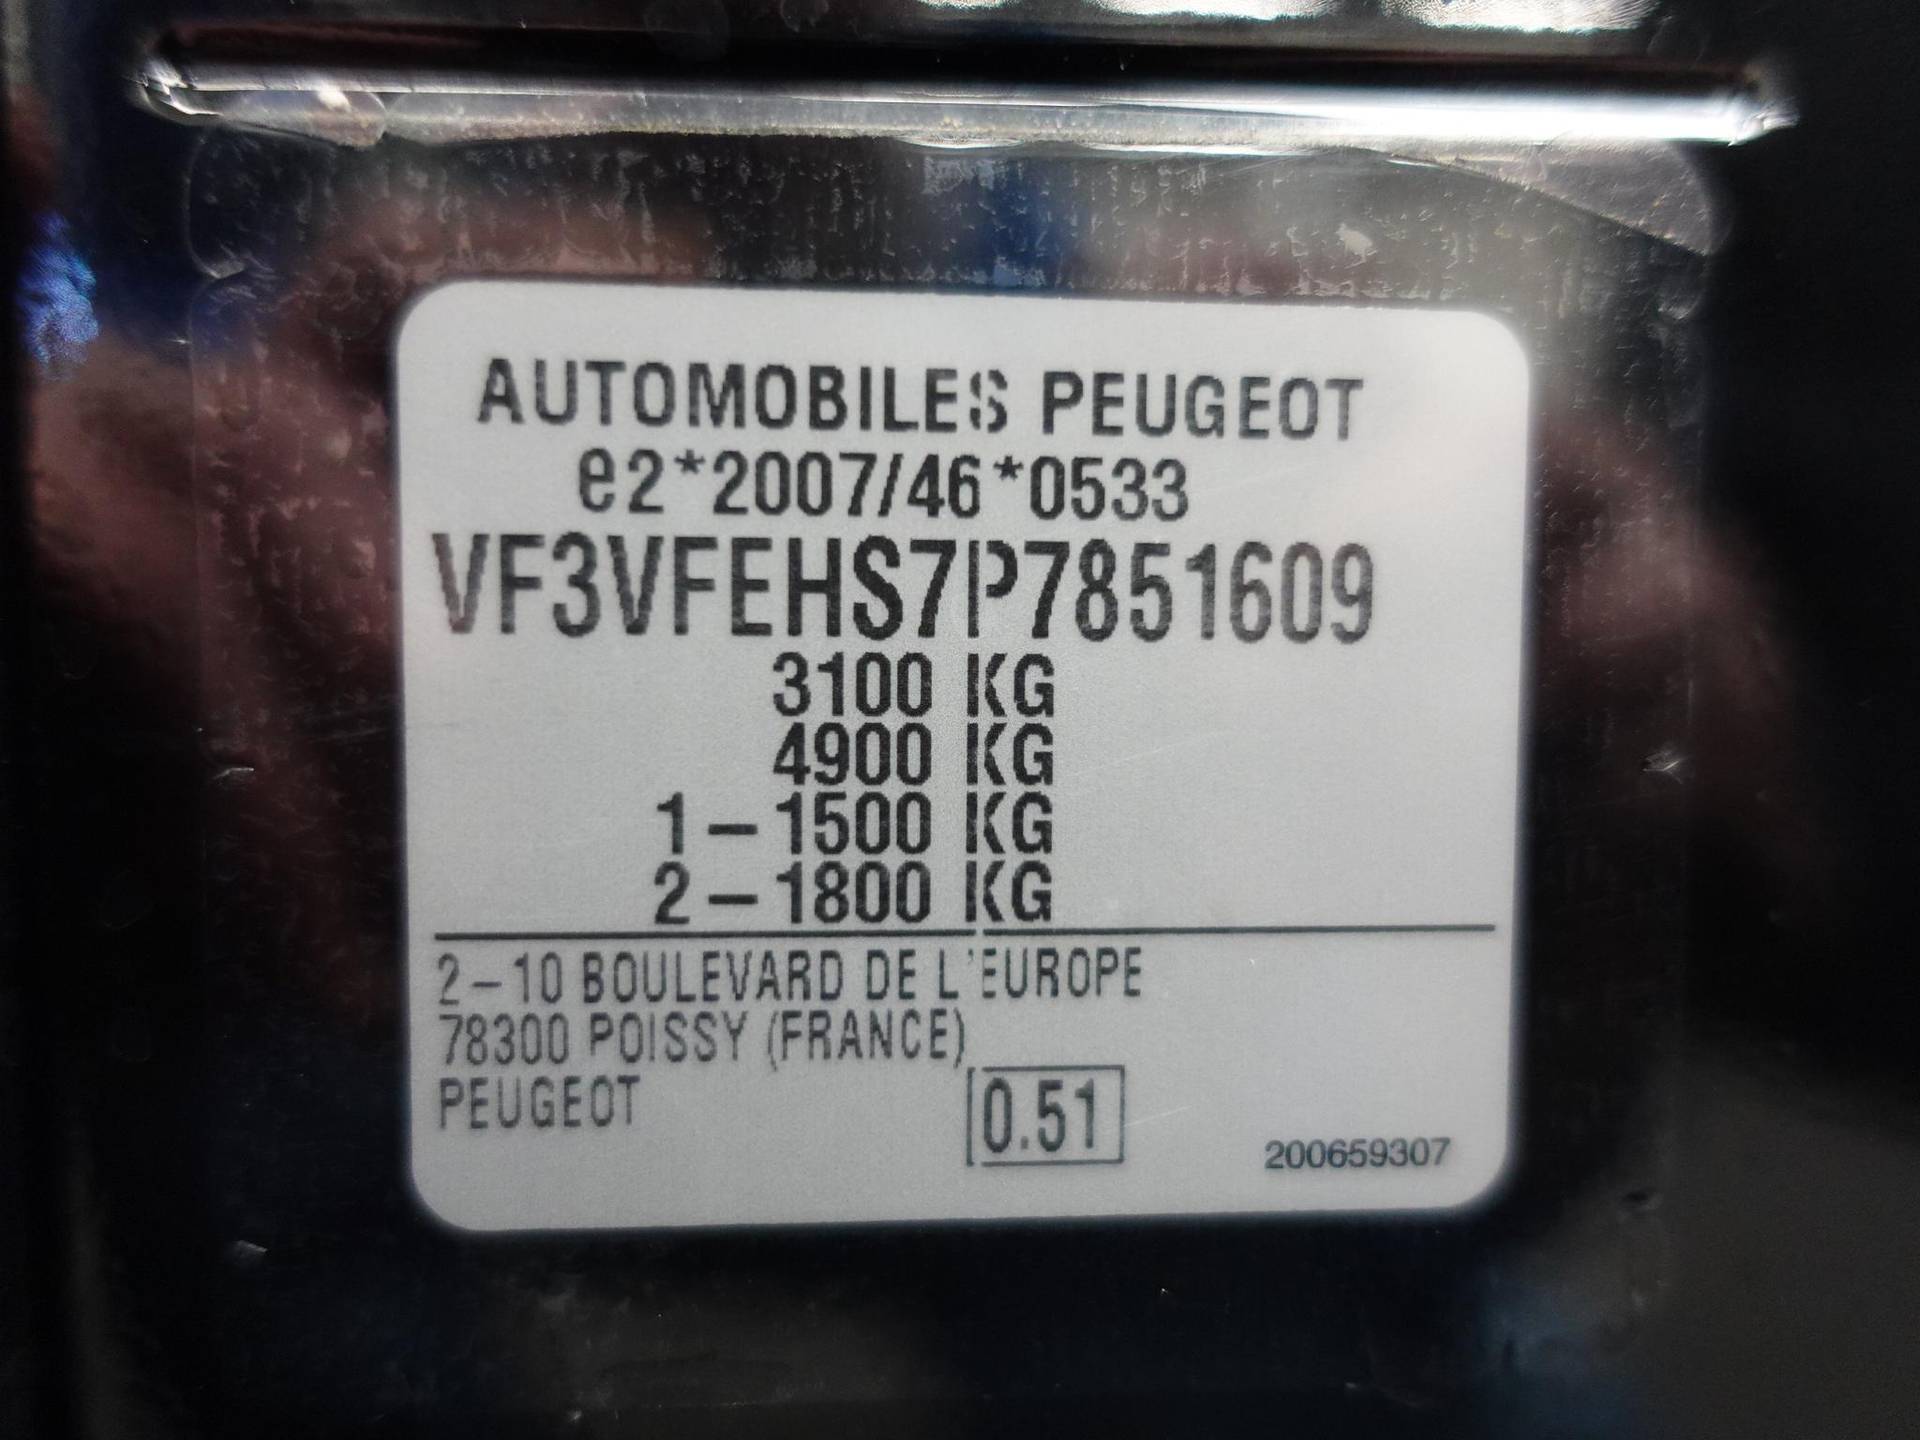 AUTOMOBILES PEUGEOT
e2*2007/46*0533
VF3VFEHS7P7851609
3100 KG
4900 KG
1-1500 KG
2-1800 KG
2-10 BOULEVARD DE L'EUROPE
78300 POISSY (FRANCE)
PEUGEOT
0.51
200659307